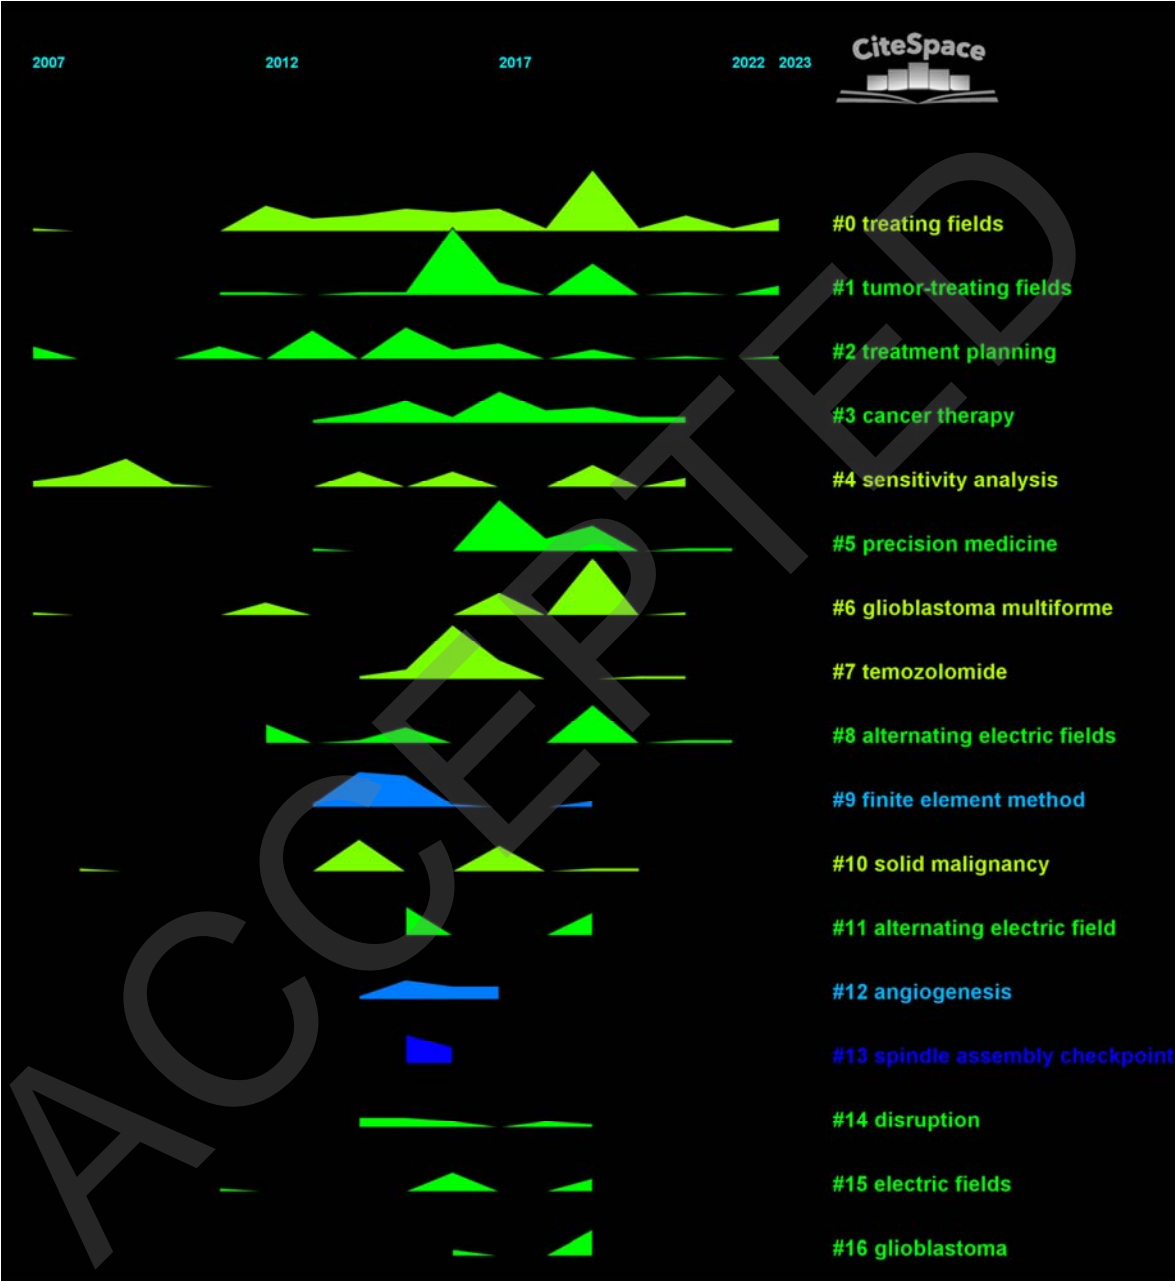 2007 2012 2017 2022 2023
CiteSpace
#0 treating fields
#1 tumor-treating fields
#2 treatment planning
#3 cancer therapy
#4 sensitivity analysis
#5 precision medicine
#6 glioblastoma multiforme
#7 temozolomide
#8 alternating electric fields
#9 finite element method
#10 solid malignancy
#11 alternating electric field
#12 angiogenesis
#13 spindle assembly checkpoint
#14 disruption
#15 electric fields
#16 glioblastoma
ACCEPTED